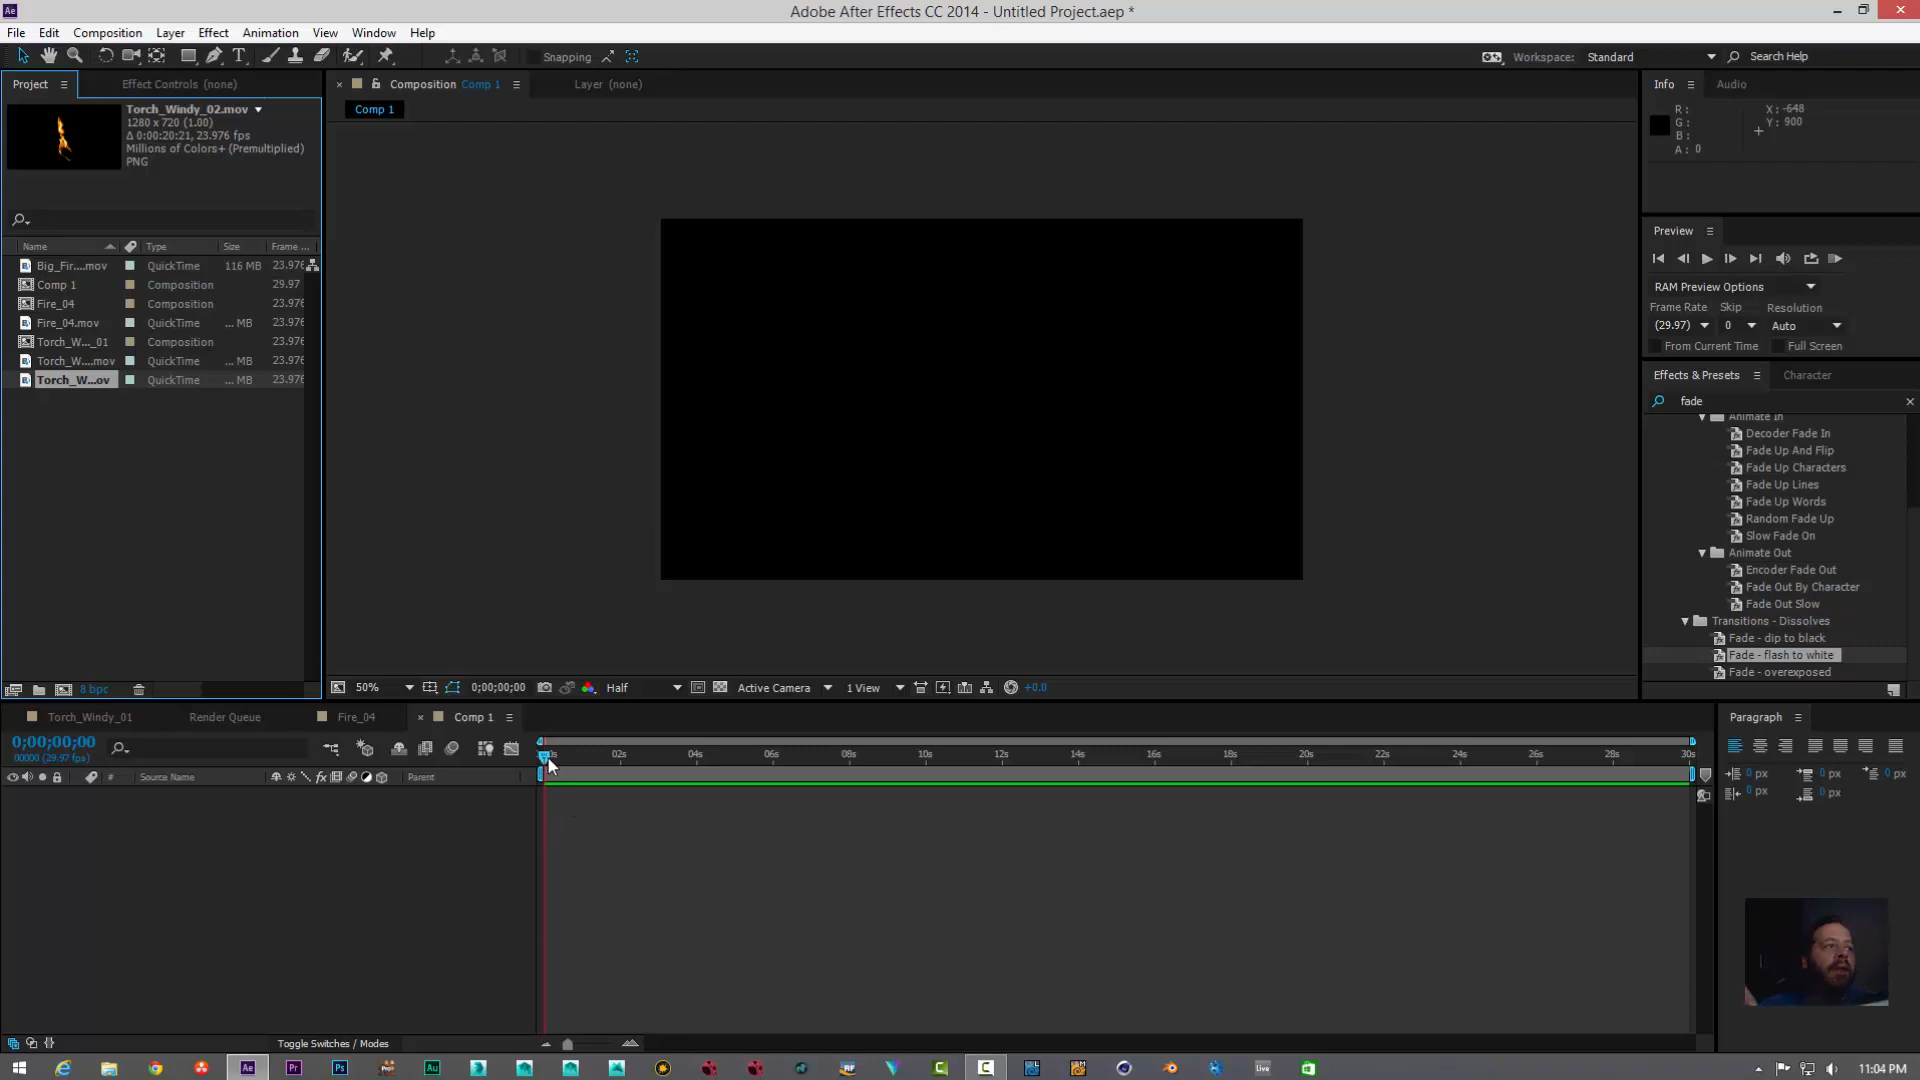 Ae
Adobe After Effects CC 2014 - Untitled Project.aep *
File Edit Composition Layer Effect Animation View Window Help
Snapping
Workspace: Standard
Search Help
Project
Effect Controls (none)
Torch_Windy_02.mov
1280 x 720 (1.00)
Δ 0:00:20:21, 23.976 fps
Millions of Colors+ (Premultiplied)
PNG
Name Type Size Frame ...
Big_Fir....mov QuickTime 116 MB 23.976
Comp 1 Composition 29.97
Fire_04 Composition 23.976
Fire_04.mov QuickTime ... MB 23.976
Torch_W..._01 Composition 23.976
Torch_W....mov QuickTime ... MB 23.976
Torch_W...ov QuickTime ... MB 23.976
8 bpc
Composition Comp 1
Layer (none)
Comp 1
50% 0;00;00;00 Half Active Camera 1 View +0.0
Info Audio
R: X: -648
G: Y: 900
B:
A: 0
Preview
RAM Preview Options
Frame Rate Skip Resolution
(29.97) 0 Auto
From Current Time Full Screen
Effects & Presets Character
fade
Animate In
Decoder Fade In
Fade Up And Flip
Fade Up Characters
Fade Up Lines
Fade Up Words
Random Fade Up
Slow Fade On
Animate Out
Encoder Fade Out
Fade Out By Character
Fade Out Slow
Transitions - Dissolves
Fade - dip to black
Fade - flash to white
Fade - overexposed
Torch_Windy_01 Render Queue Fire_04 Comp 1
0;00;00;00
00000 (29.97 fps)
02s 04s 06s 08s 10s 12s 14s 16s 18s 20s 22s 24s 26s 28s 30s
# Source Name Parent
Toggle Switches / Modes
Paragraph
0 px 0 px 0 px
0 px 0 px
Ae Pr Ps Au RF C C M Live
11:04 PM